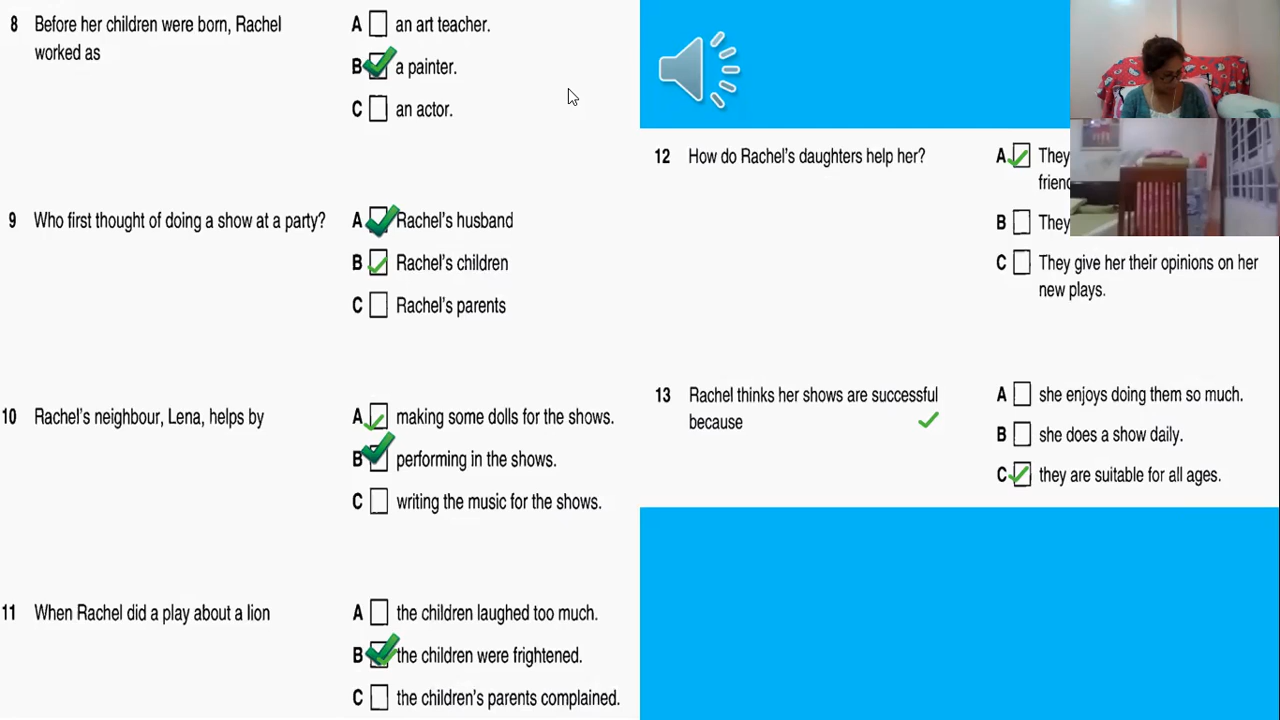 8 Before her children were born, Rachel
worked as
A an art teacher.
B a painter.
C an actor.
9 Who first thought of doing a show at a party?
A Rachel's husband
B Rachel's children
C Rachel's parents
10 Rachel's neighbour, Lena, helps by
A making some dolls for the shows.
B performing in the shows.
C writing the music for the shows.
11 When Rachel did a play about a lion
A the children laughed too much.
B the children were frightened.
C the children's parents complained.
12 How do Rachel's daughters help her?
A They
B They
C They give her their opinions on her
new plays.
13 Rachel thinks her shows are successful
because
A she enjoys doing them so much.
B she does a show daily.
C they are suitable for all ages.